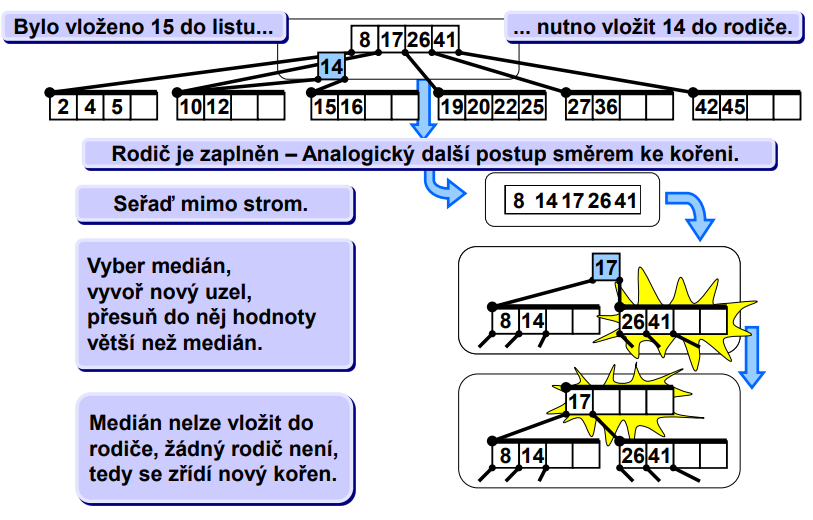 Bylo vloženo 15 do listu...
... nutno vložit 14 do rodiče.
8 17 26 41
14
2 4 5
10 12
15 16
19 20 22 25
27 36
42 45
Rodič je zaplněn – Analogický další postup směrem ke kořeni.
Seřaď mimo strom.
8 14 17 26 41
Vyber medián,
vyvoř nový uzel,
přesuň do něj hodnoty
větší než medián.
17
8 14
26 41
Medián nelze vložit do
rodiče, žádný rodič není,
tedy se zřídí nový kořen.
17
8 14
26 41